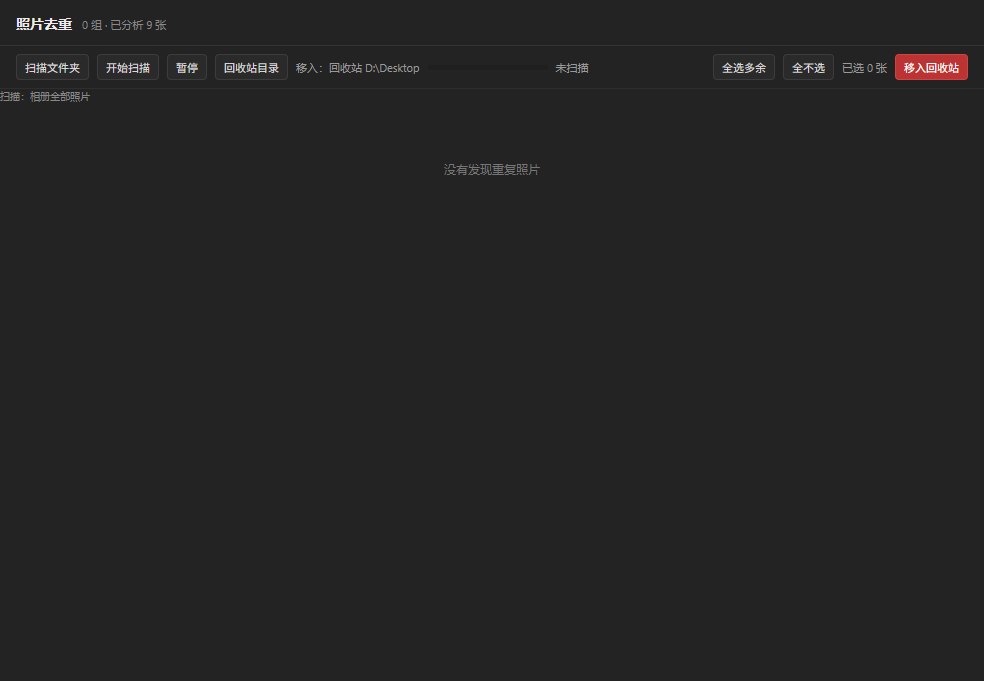 照片去重 0 组 · 已分析 9 张
扫描文件夹 开始扫描 暂停 回收站目录 移入：回收站 D:\Desktop 未扫描 全选多余 全不选 已选 0 张 移入回收站
扫描：相册全部照片
没有发现重复照片